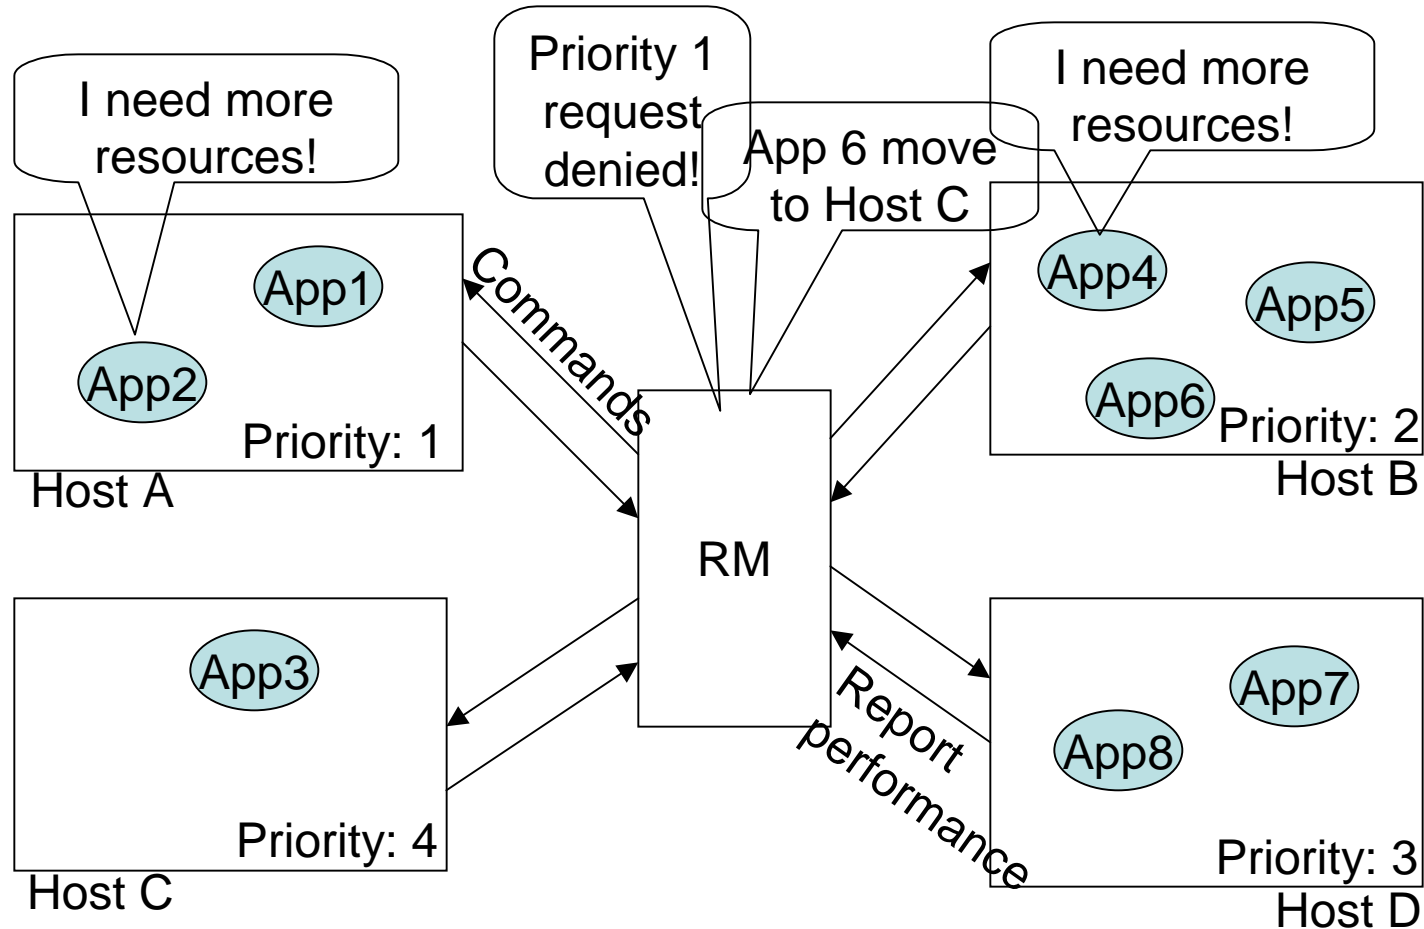 I need more
resources!
Priority 1
request
denied!
App 6 move
to Host C
I need more
resources!
App1
App2
Priority: 1
Host A
Commands
App4
App5
App6
Priority: 2
Host B
RM
App3
Priority: 4
Host C
Report
performance
App7
App8
Priority: 3
Host D